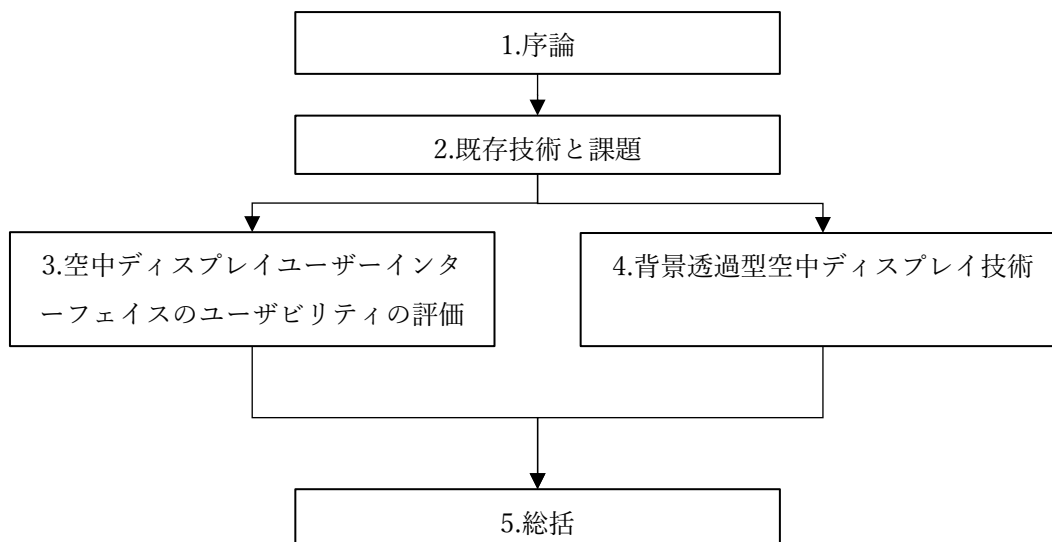 1.序論
2.既存技術と課題
3.空中ディスプレイユーザーインタ
ーフェイスのユーザビリティの評価
4.背景透過型空中ディスプレイ技術
5.総括